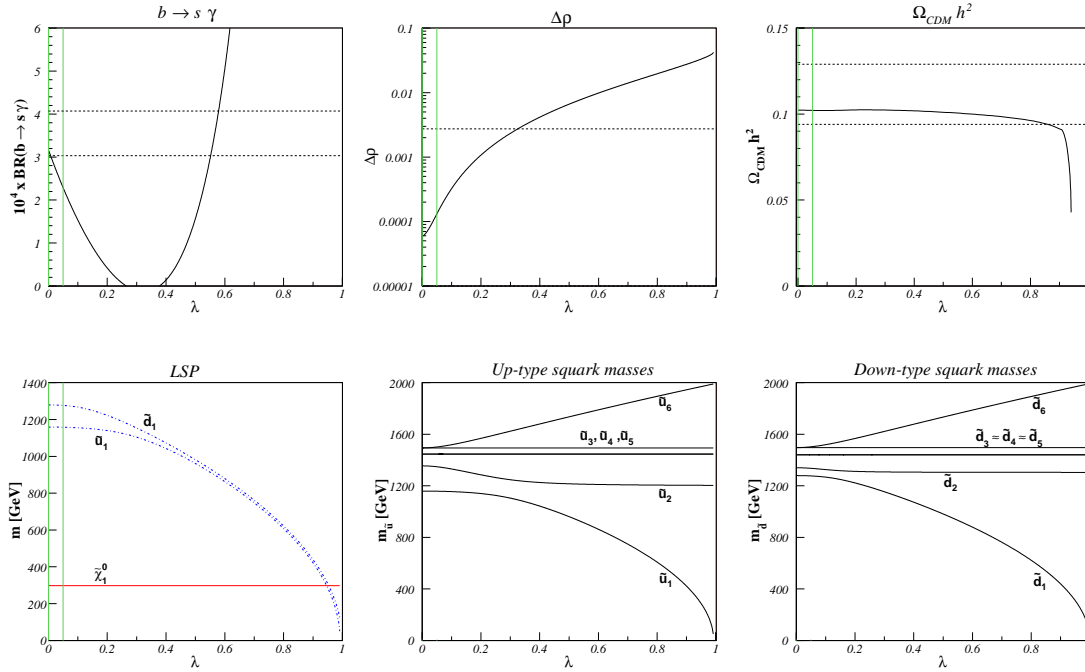 b → s γ
6
5
4
3
2
1
0
0 0.2 0.4 0.6 0.8 1
λ
10⁴ x BR(b → s γ)
Δρ
0.1
0.01
0.001
0.0001
0.00001
0 0.2 0.4 0.6 0.8 1
λ
Δρ
Ω_CDM h²
0.15
0.1
0.05
0
0 0.2 0.4 0.6 0.8
λ
Ω_CDM h²
LSP
1400
1200
1000
800
600
400
200
0
0 0.2 0.4 0.6 0.8 1
λ
m [GeV]
d̃₁
ũ₁
χ̃₁⁰
Up-type squark masses
2000
1600
1200
800
400
0
0 0.2 0.4 0.6 0.8 1
λ
m_ũ [GeV]
ũ₆
ũ₃, ũ₄ ,ũ₅
ũ₂
ũ₁
Down-type squark masses
2000
1600
1200
800
400
0
0 0.2 0.4 0.6 0.8
λ
m_d̃ [GeV]
d̃₆
d̃₃ ≈ d̃₄ ≈ d̃₅
d̃₂
d̃₁